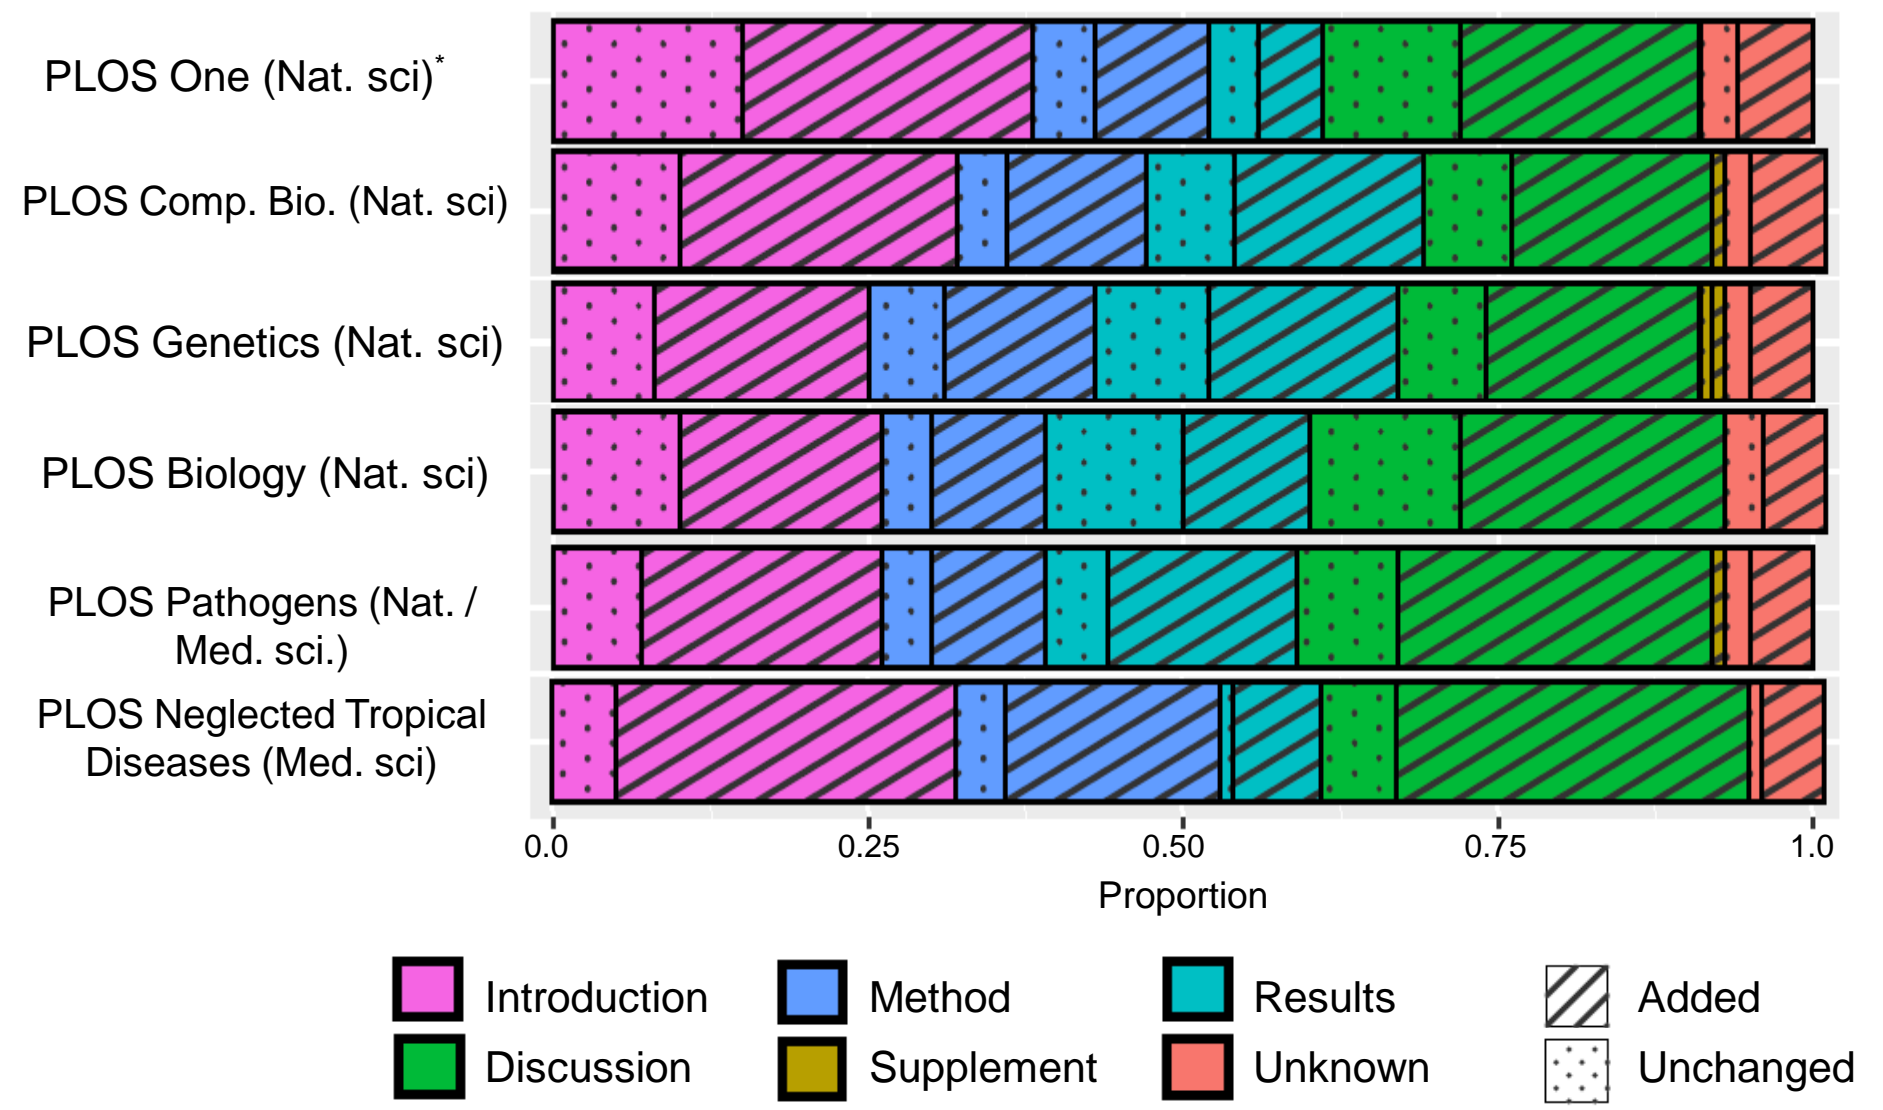 PLOS One (Nat. sci)*
PLOS Comp. Bio. (Nat. sci)
PLOS Genetics (Nat. sci)
PLOS Biology (Nat. sci)
PLOS Pathogens (Nat. /
Med. sci.)
PLOS Neglected Tropical
Diseases (Med. sci)
0.0 0.25 0.50 0.75 1.0
Proportion
Introduction Method Results Added
Discussion Supplement Unknown Unchanged